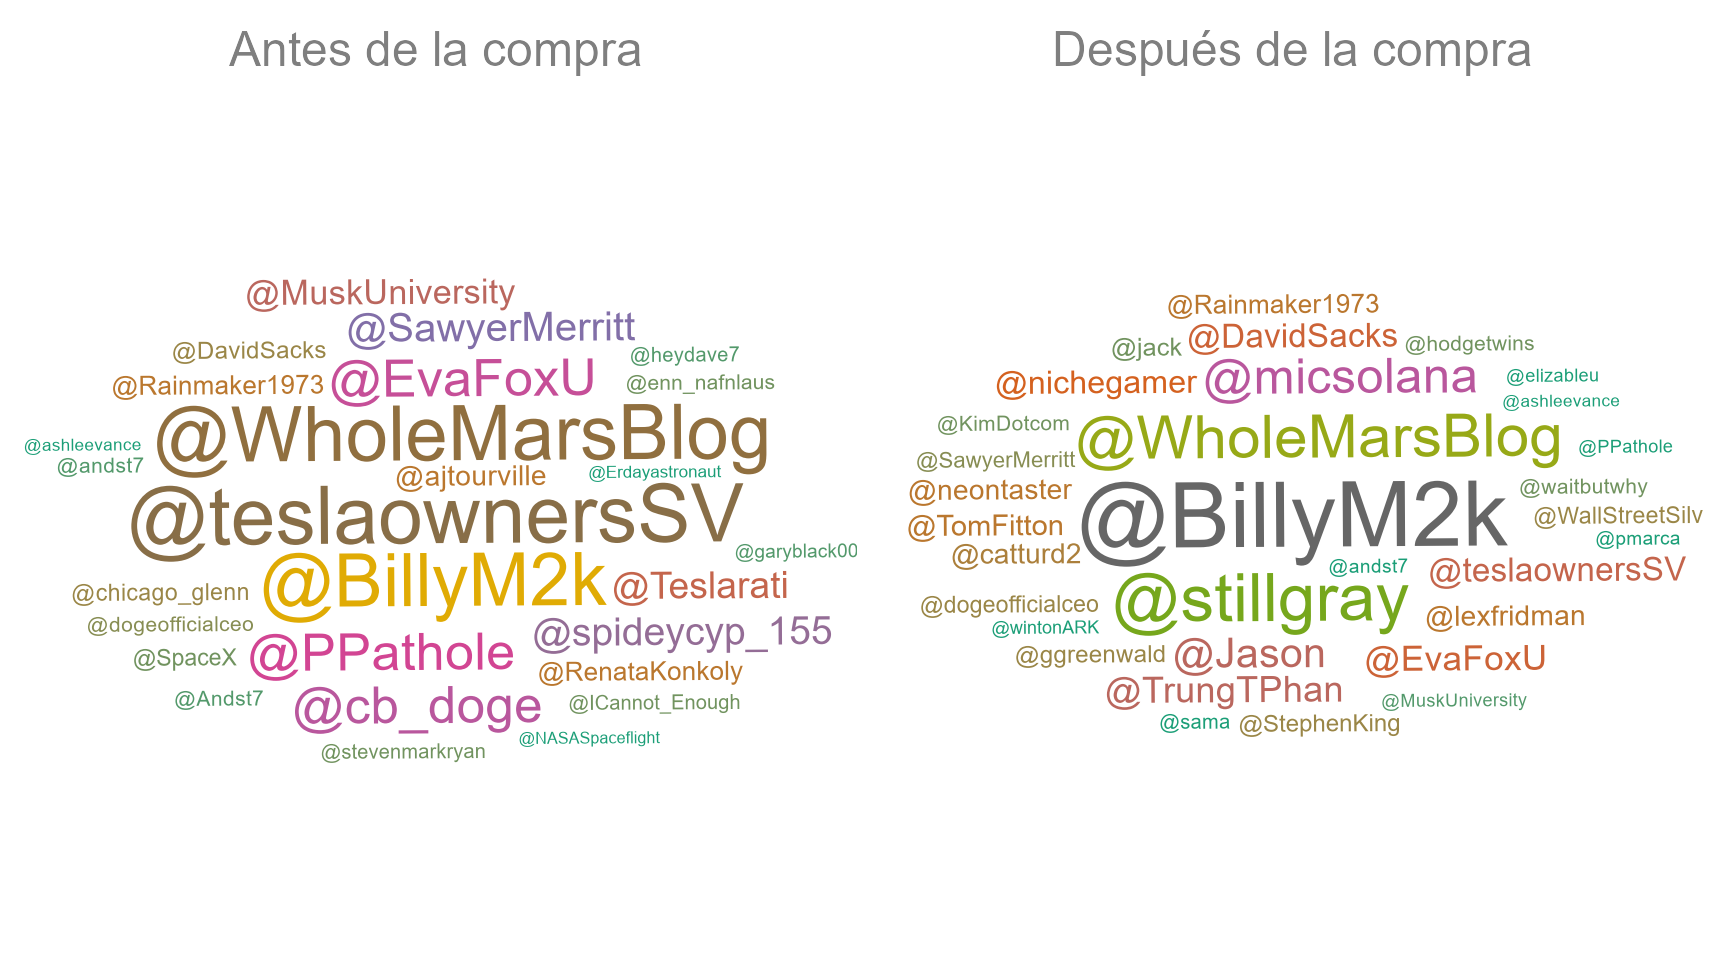 Antes de la compra
@MuskUniversity
@SawyerMerritt
@DavidSacks
@heydave7
@EvaFoxU
@Rainmaker1973
@enn_nafnlaus
@WholeMarsBlog
@ashleevance
@andst7
@ajtourville
@Erdayastronaut
@teslaownersSV
@garyblack00
@BillyM2k
@Teslarati
@chicago_glenn
@dogeofficialceo
@spideycyp_155
@SpaceX
@PPathole
@RenataKonkoly
@Andst7
@cb_doge
@ICannot_Enough
@NASASpaceflight
@stevenmarkryan
Después de la compra
@Rainmaker1973
@DavidSacks
@jack
@hodgetwins
@nichegamer
@micsolana
@elizableu
@ashleevance
@KimDotcom
@WholeMarsBlog
@PPathole
@SawyerMerritt
@neontaster
@waitbutwhy
@BillyM2k
@WallStreetSilv
@TomFitton
@pmarca
@catturd2
@andst7
@teslaownersSV
@dogeofficialceo
@stillgray
@lexfridman
@wintonARK
@ggreenwald
@Jason
@EvaFoxU
@TrungTPhan
@MuskUniversity
@sama
@StephenKing